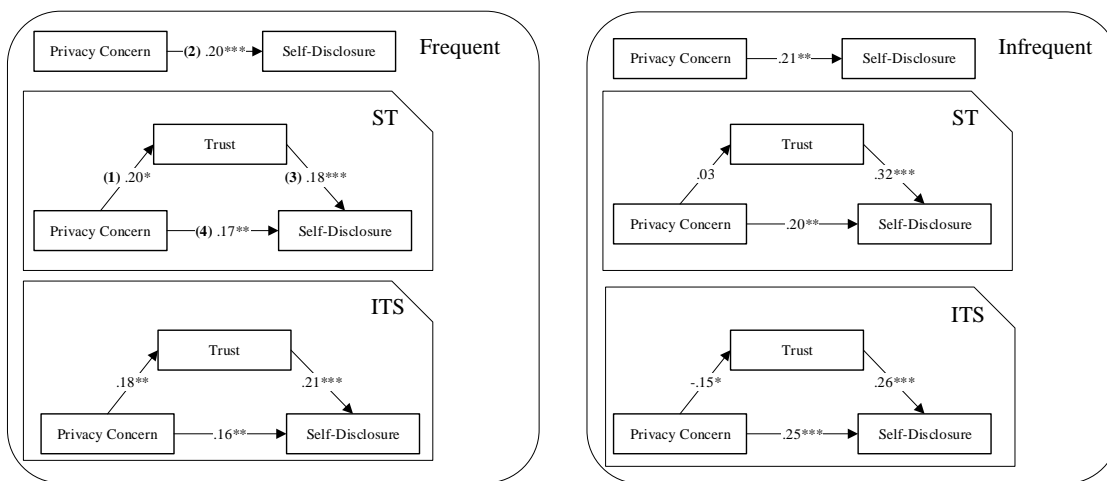 Frequent
Privacy Concern
(2) .20***
Self-Disclosure
ST
Trust
(1) .20*
(3) .18***
Privacy Concern
(4) .17**
Self-Disclosure
ITS
Trust
.18**
.21***
Privacy Concern
.16**
Self-Disclosure
Infrequent
Privacy Concern
.21**
Self-Disclosure
ST
Trust
.03
.32***
Privacy Concern
.20**
Self-Disclosure
ITS
Trust
-.15*
.26***
Privacy Concern
.25***
Self-Disclosure